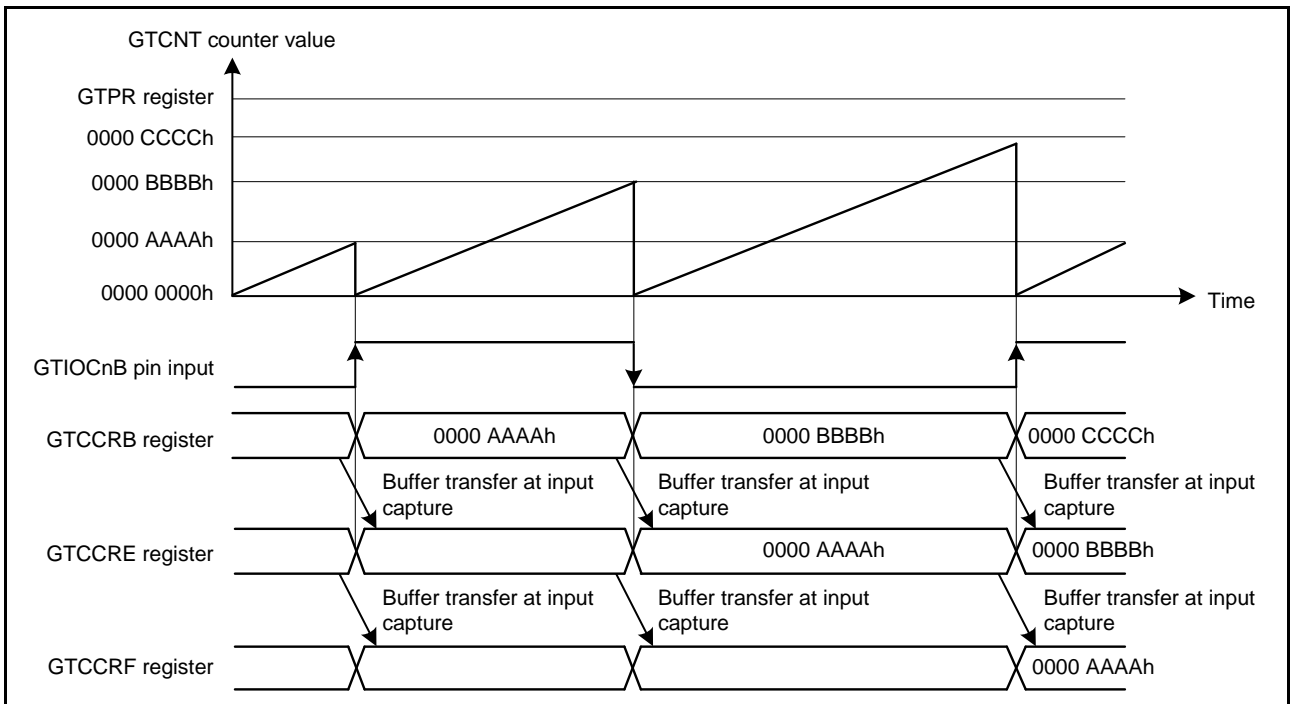 GTCNT counter value
GTPR register
0000 CCCCh
0000 BBBBh
0000 AAAAh
0000 0000h
Time
GTIOCnB pin input
GTCCRB register
0000 AAAAh
0000 BBBBh
0000 CCCCh
Buffer transfer at input
capture
Buffer transfer at input
capture
Buffer transfer at input
capture
GTCCRE register
0000 AAAAh
0000 BBBBh
Buffer transfer at input
capture
Buffer transfer at input
capture
Buffer transfer at input
capture
GTCCRF register
0000 AAAAh